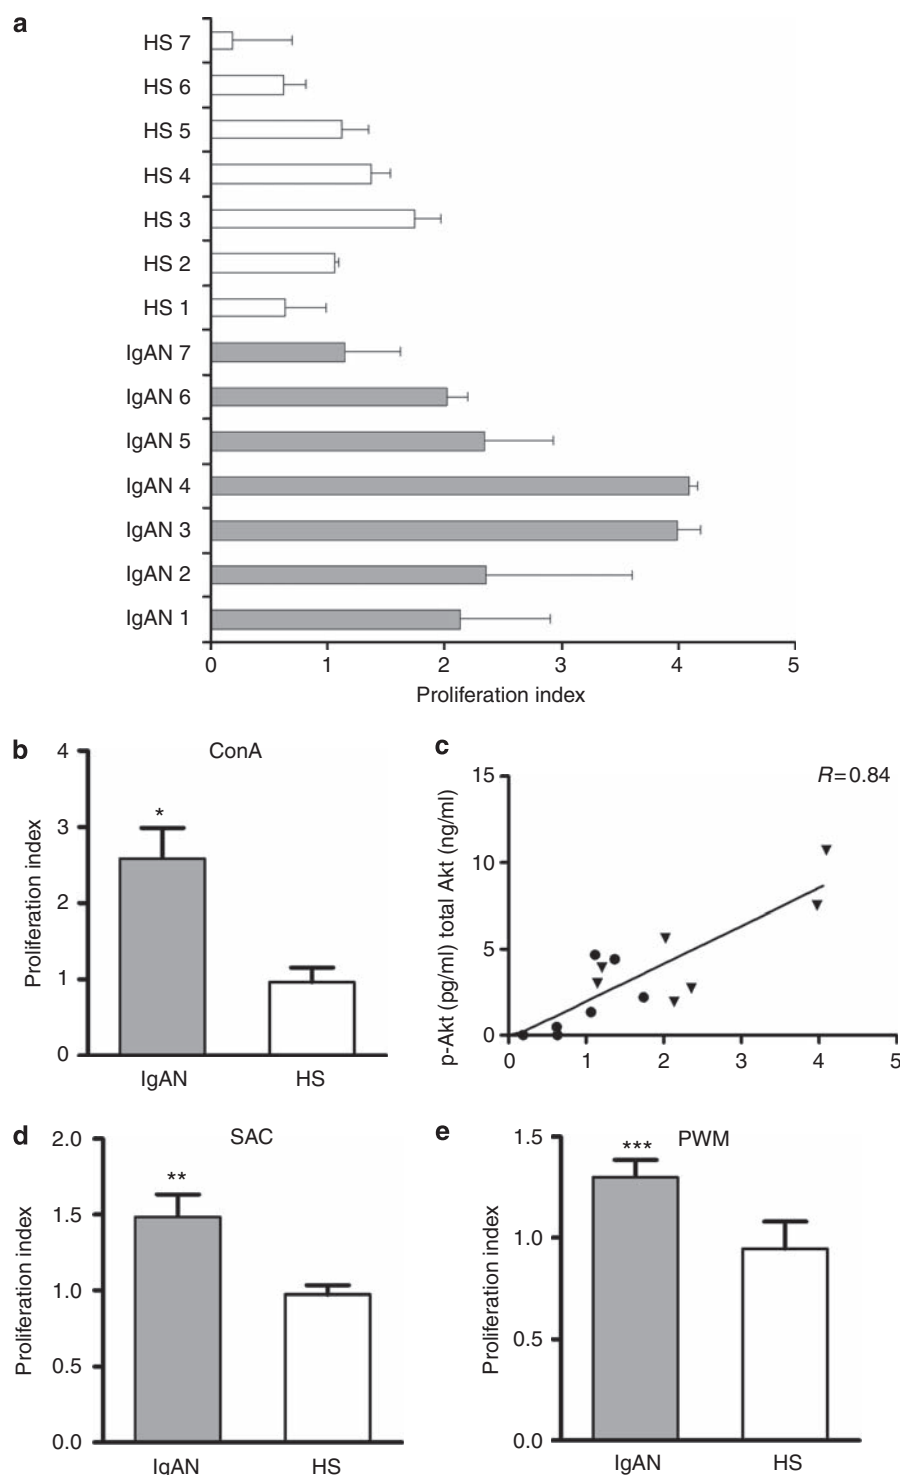 a
HS 7
HS 6
HS 5
HS 4
HS 3
HS 2
HS 1
IgAN 7
IgAN 6
IgAN 5
IgAN 4
IgAN 3
IgAN 2
IgAN 1
0 1 2 3 4 5
Proliferation index
b
ConA
4
3
2
1
0
Proliferation index
*
IgAN HS
c
R=0.84
15
10
5
0
p-Akt (pg/ml) total Akt (ng/ml)
0 1 2 3 4 5
d
SAC
2.0
1.5
1.0
0.5
0.0
Proliferation index
**
IgAN HS
e
PWM
1.5
1.0
0.5
0.0
Proliferation index
***
IgAN HS